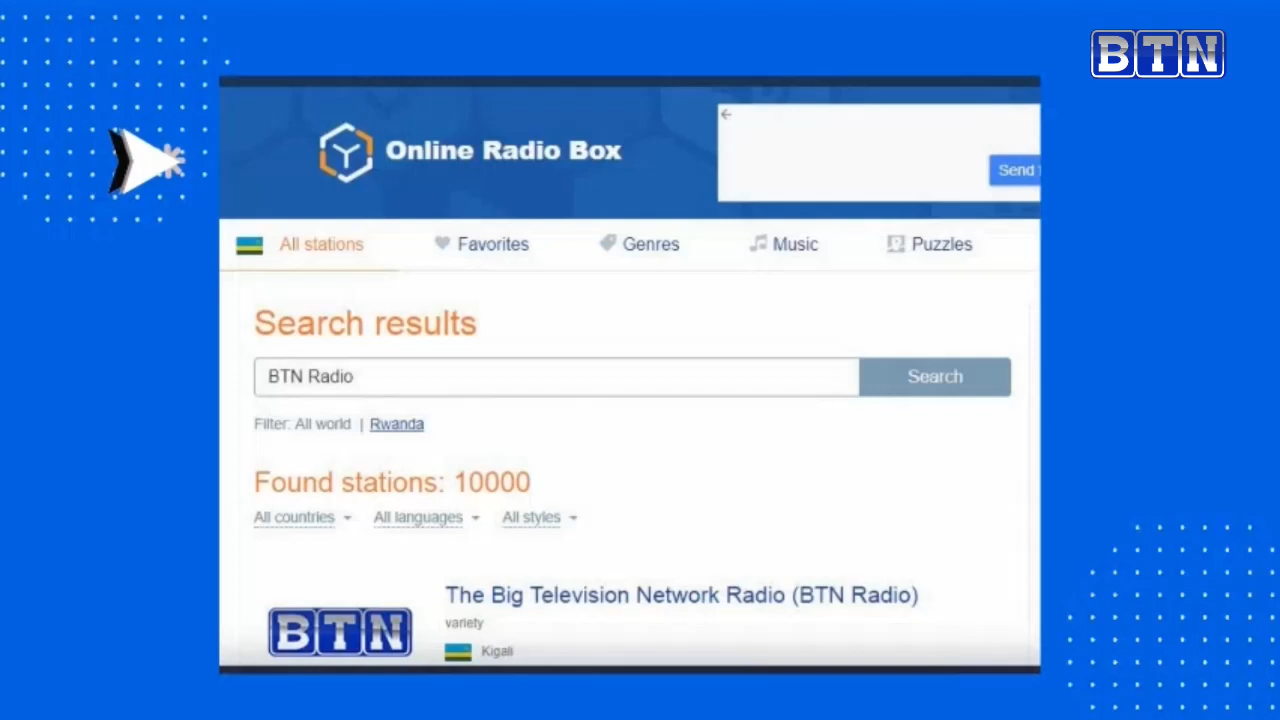 BTN
Online Radio Box
Send
All stations Favorites Genres Music Puzzles
Search results
BTN Radio Search
Filter: All world | Rwanda
Found stations: 10000
All countries All languages All styles
The Big Television Network Radio (BTN Radio)
variety
BTN
Kigali